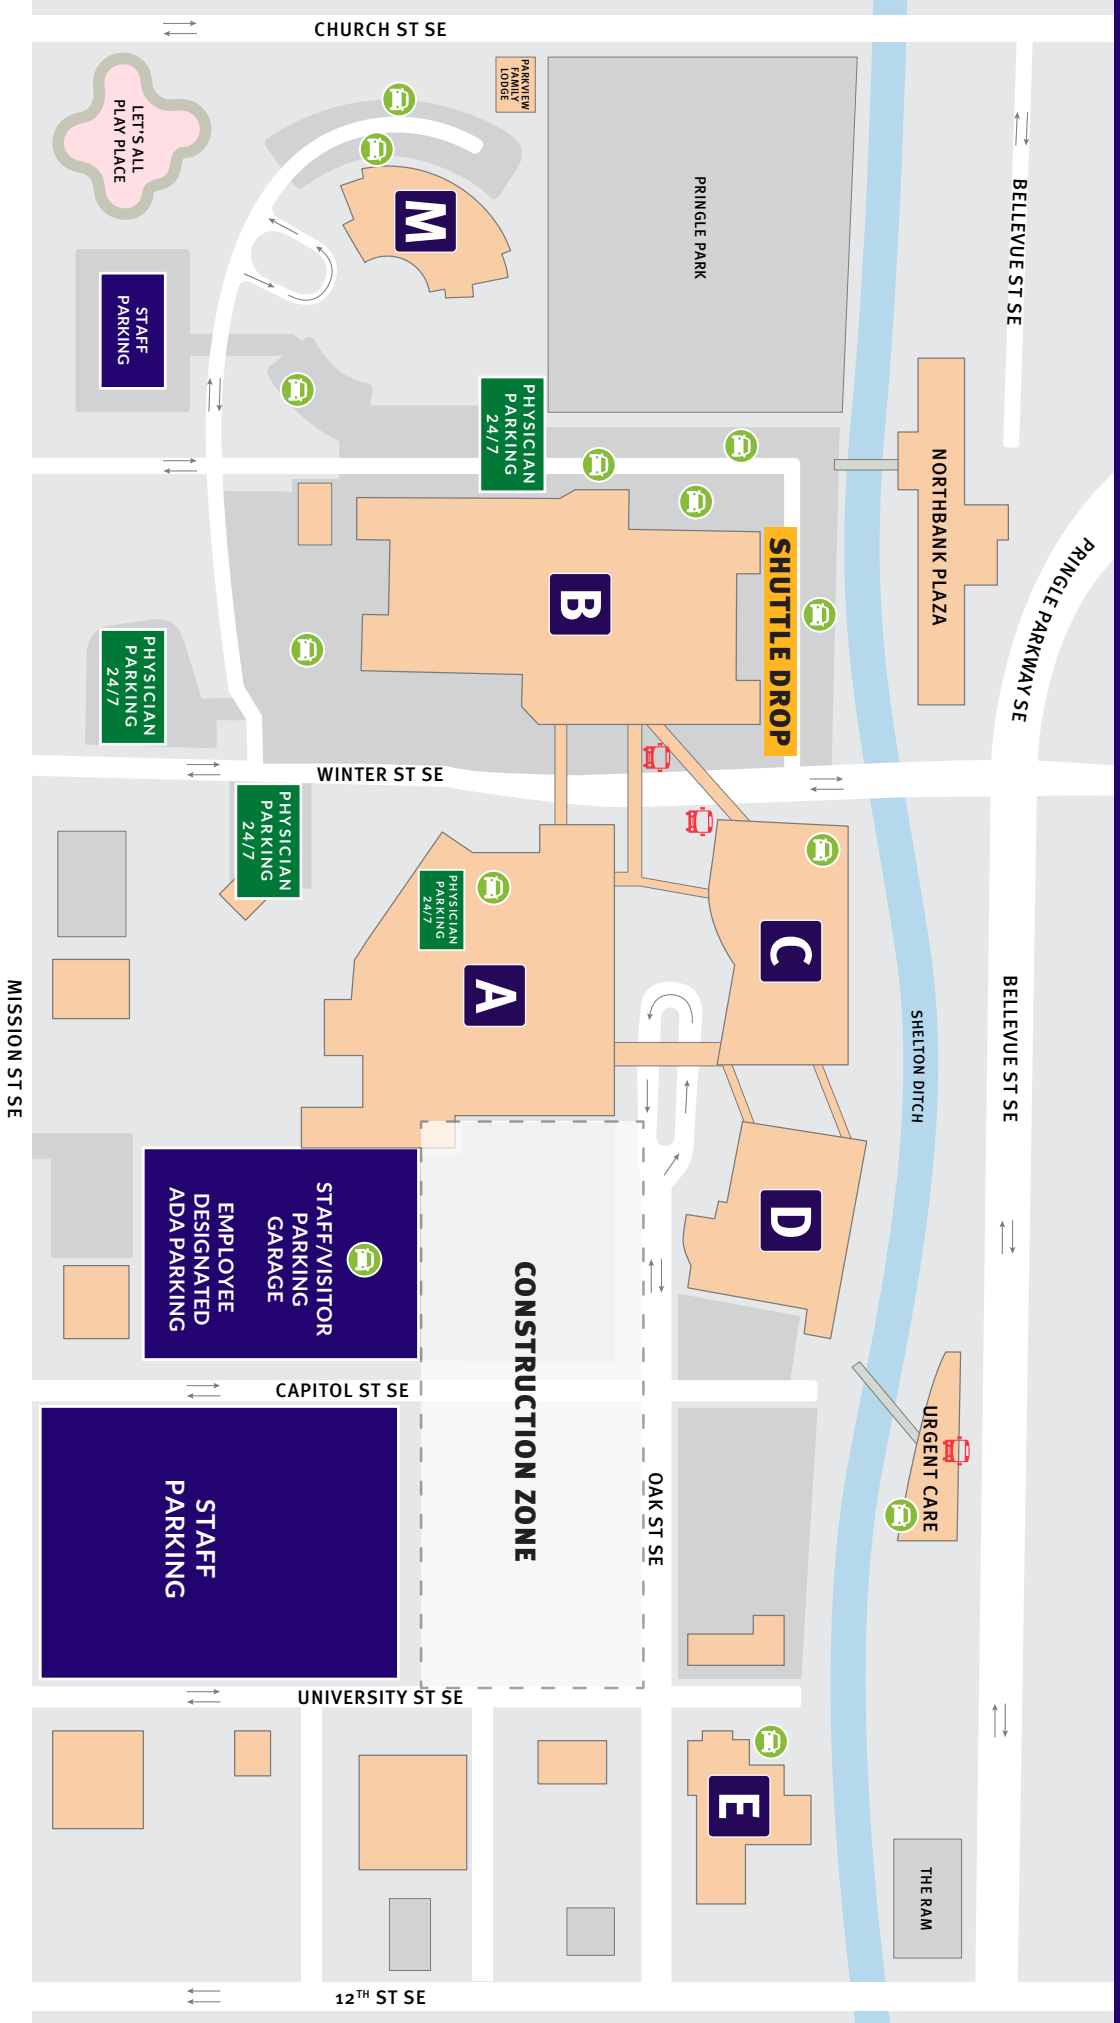 CHURCH ST SE
PARKVIEW
FAMILY
LODGE
LET'S ALL
PLAY PLACE
M
PRINGLE PARK
BELLEVUE ST SE
STAFF
PARKING
PHYSICIAN
PARKING
24/7
NORTHBANK PLAZA
PRINGLE PARKWAY SE
B
SHUTTLE DROP
PHYSICIAN
PARKING
24/7
WINTER ST SE
PHYSICIAN
PARKING
24/7
PHYSICIAN
PARKING
24/7
A
C
MISSION ST SE
SHELTON DITCH
BELLEVUE ST SE
D
STAFF/VISITOR
PARKING
GARAGE
EMPLOYEE
DESIGNATED
ADA PARKING
CONSTRUCTION ZONE
CAPITOL ST SE
URGENT CARE
OAK ST SE
STAFF
PARKING
UNIVERSITY ST SE
E
THE RAM
12TH ST SE